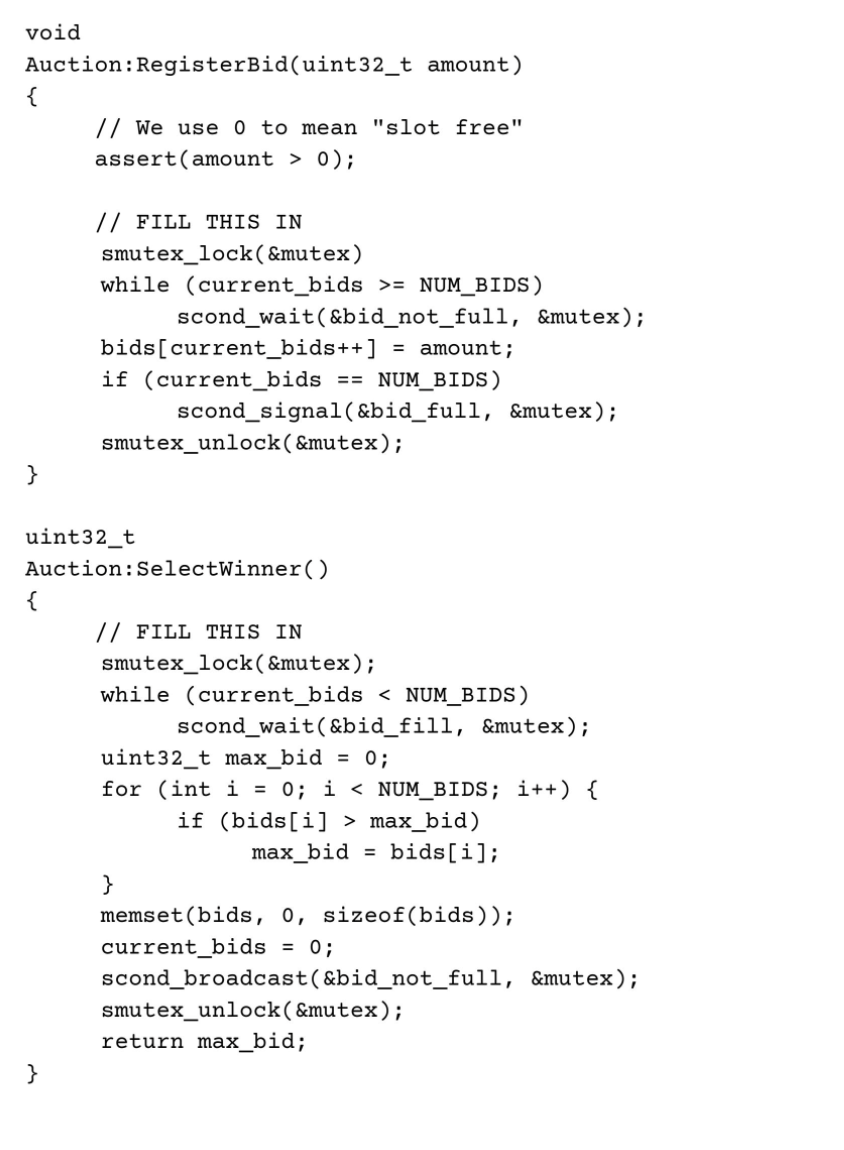 void
Auction:RegisterBid(uint32_t amount)
{
// We use 0 to mean "slot free"
assert(amount > 0);
// FILL THIS IN
smutex_lock(&mutex)
while (current_bids >= NUM_BIDS)
scond_wait(&bid_not_full, &mutex);
bids[current_bids++] = amount;
if (current_bids == NUM_BIDS)
scond_signal(&bid_full, &mutex);
smutex_unlock(&mutex);
}
uint32_t
Auction:SelectWinner()
{
// FILL THIS IN
smutex_lock(&mutex);
while (current_bids < NUM_BIDS)
scond_wait(&bid_fill, &mutex);
uint32_t max_bid = 0;
for (int i = 0; i < NUM_BIDS; i++) {
if (bids[i] > max_bid)
max_bid = bids[i];
}
memset(bids, 0, sizeof(bids));
current_bids = 0;
scond_broadcast(&bid_not_full, &mutex);
smutex_unlock(&mutex);
return max_bid;
}